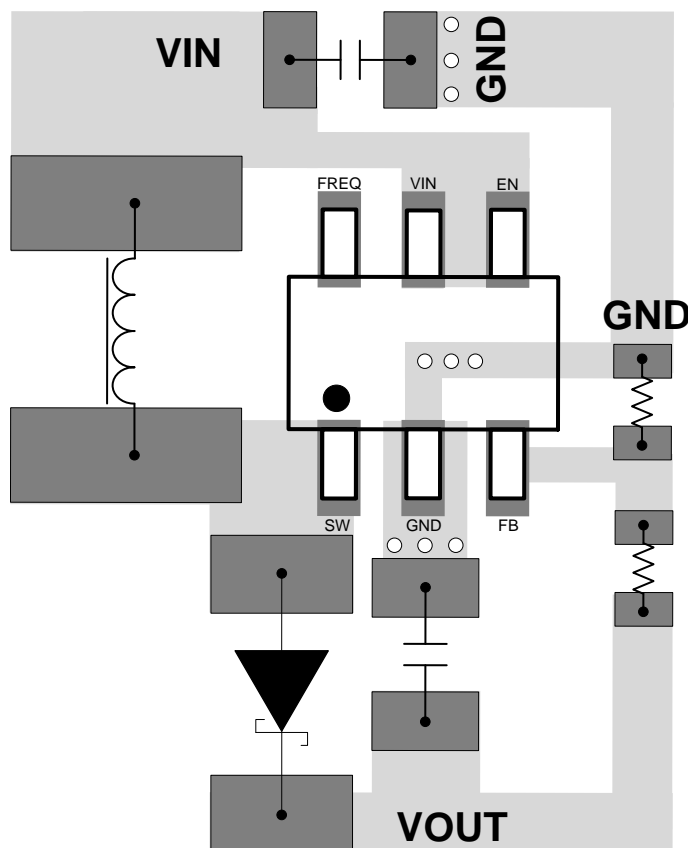 VIN
GND
FREQ
VIN
EN
GND
SW
GND
FB
VOUT